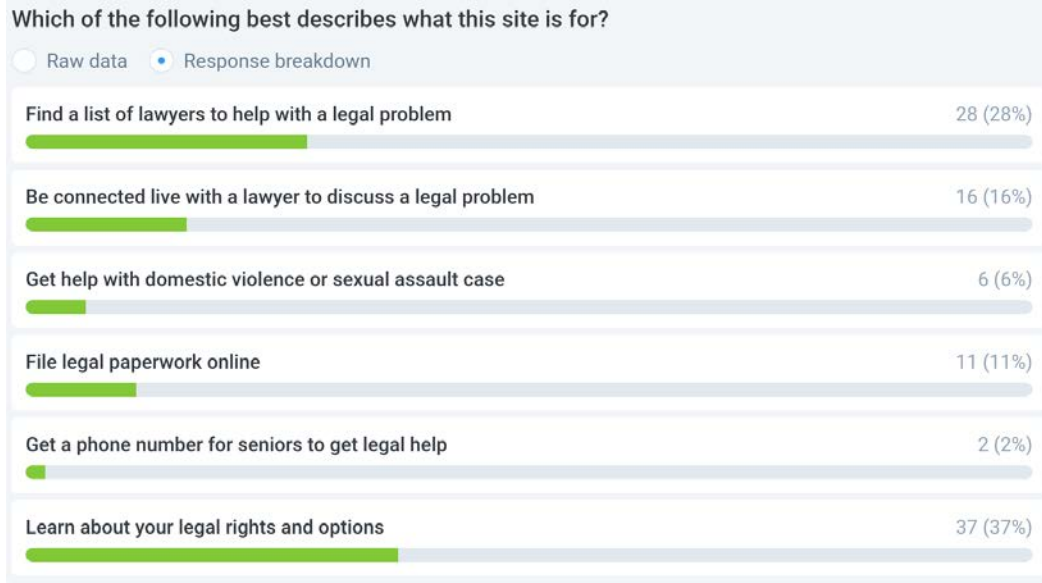 Which of the following best describes what this site is for?
Raw data Response breakdown
Find a list of lawyers to help with a legal problem 28 (28%)
Be connected live with a lawyer to discuss a legal problem 16 (16%)
Get help with domestic violence or sexual assault case 6 (6%)
File legal paperwork online 11 (11%)
Get a phone number for seniors to get legal help 2 (2%)
Learn about your legal rights and options 37 (37%)